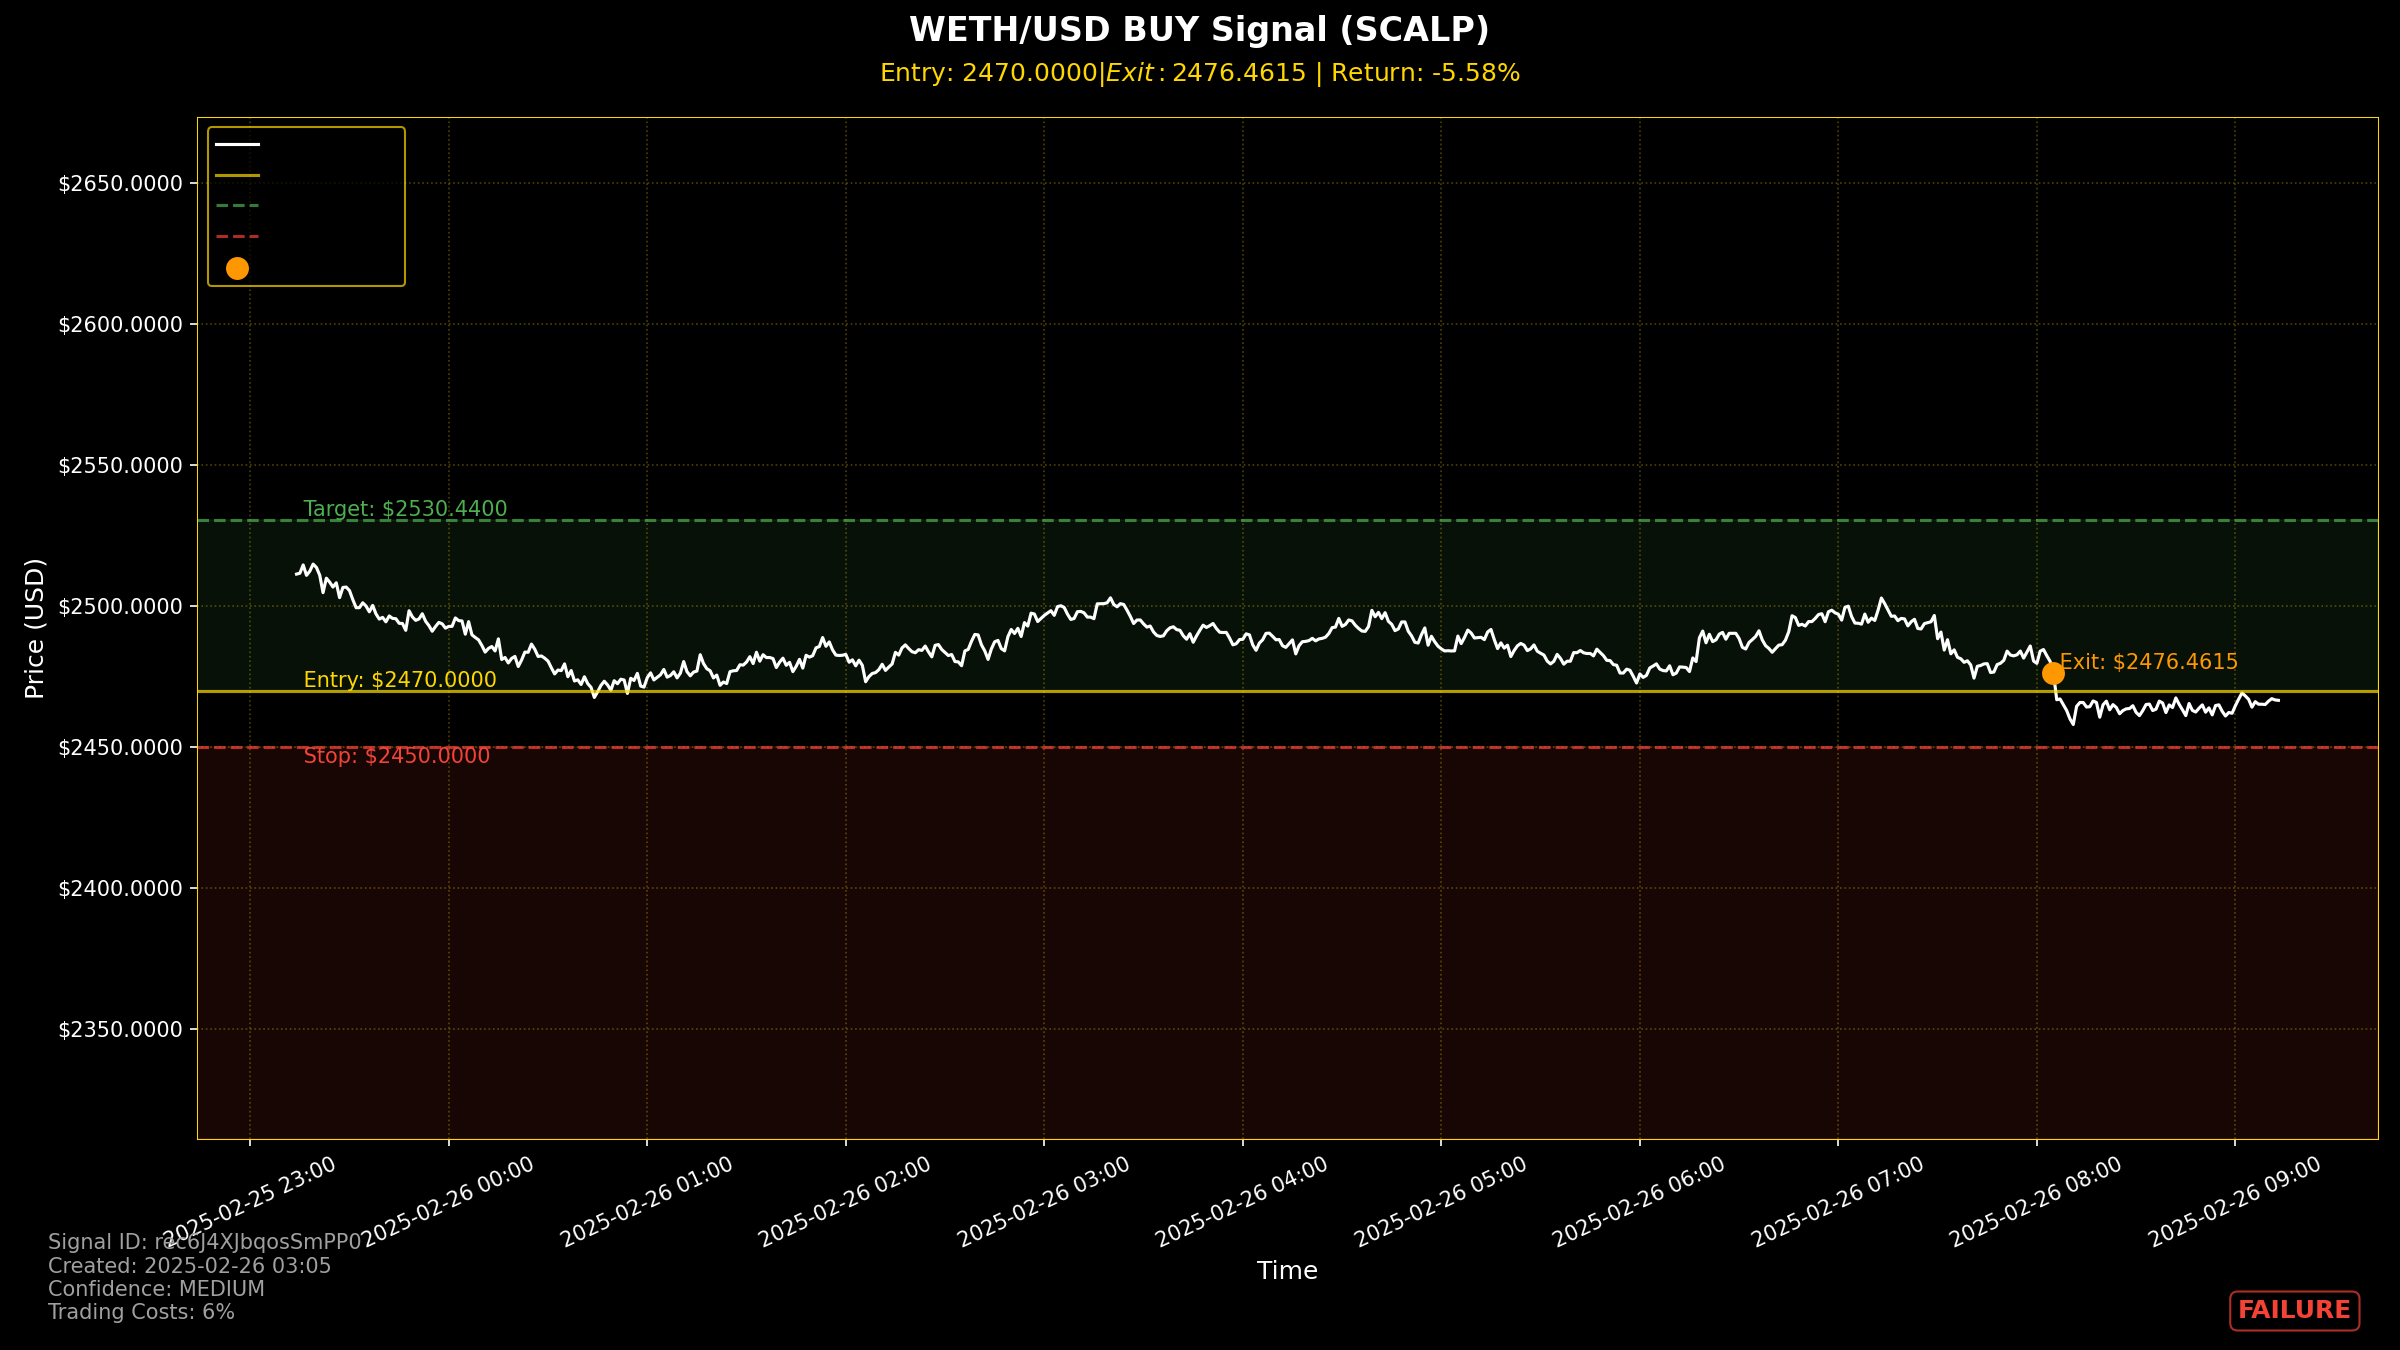 WETH/USD BUY Signal (SCALP)
Entry: 2470.0000|Exit: 2476.4615 | Return: -5.58%
$2650.0000
$2600.0000
$2550.0000
$2500.0000
$2450.0000
$2400.0000
$2350.0000
Price (USD)
Target: $2530.4400
Entry: $2470.0000
Stop: $2450.0000
Exit: $2476.4615
2025-02-25 23:00
2025-02-26 00:00
2025-02-26 01:00
2025-02-26 02:00
2025-02-26 03:00
2025-02-26 04:00
2025-02-26 05:00
2025-02-26 06:00
2025-02-26 07:00
2025-02-26 08:00
2025-02-26 09:00
Time
Signal ID: rec6J4XJbqosSmPP0
Created: 2025-02-26 03:05
Confidence: MEDIUM
Trading Costs: 6%
FAILURE